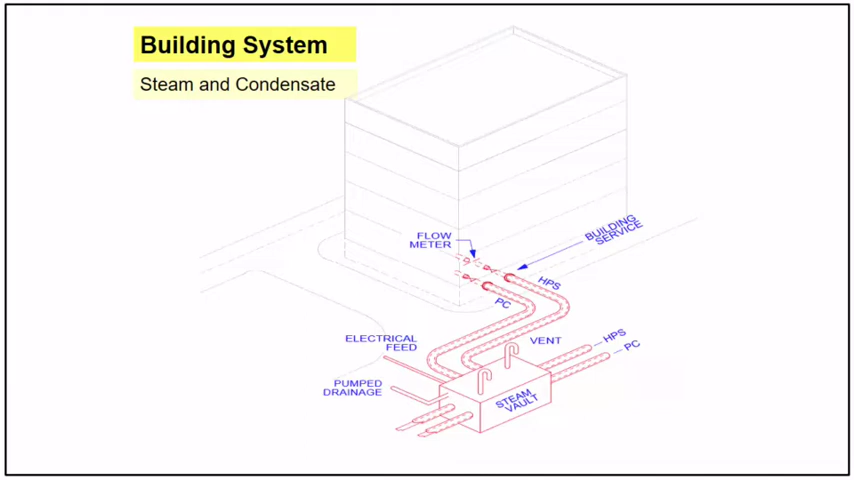 Building System
Steam and Condensate
FLOW
METER
BUILDING
SERVICE
HPS
PC
ELECTRICAL
FEED
VENT
HPS
PC
PUMPED
DRAINAGE
STEAM
VAULT